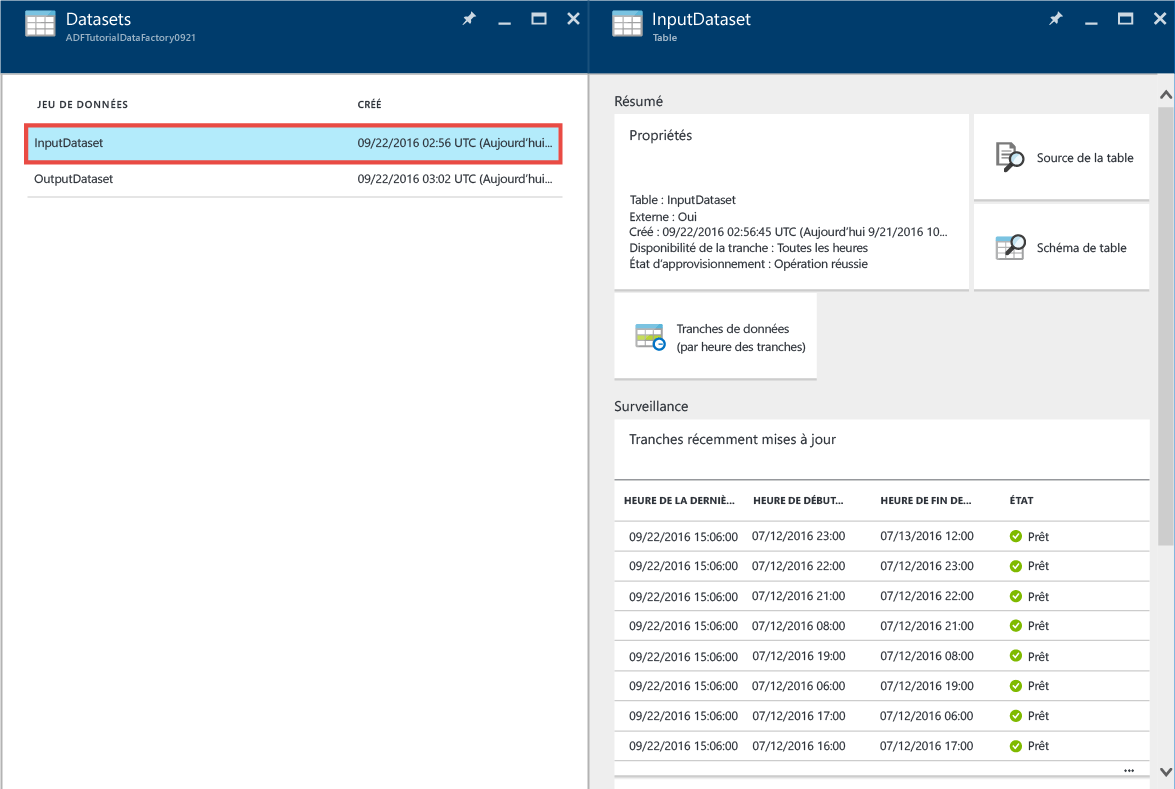 Datasets
ADFTutorialDataFactory0921
JEU DE DONNÉES CRÉÉ
InputDataset 09/22/2016 02:56 UTC (Aujourd'hui...
OutputDataset 09/22/2016 03:02 UTC (Aujourd'hui...
InputDataset
Table
Résumé
Propriétés
Table : InputDataset
Externe : Oui
Créé : 09/22/2016 02:56:45 UTC (Aujourd'hui 9/21/2016 10...
Disponibilité de la tranche : Toutes les heures
État d'approvisionnement : Opération réussie
Source de la table
Schéma de table
Tranches de données
(par heure des tranches)
Surveillance
Tranches récemment mises à jour
HEURE DE LA DERNIÈ... HEURE DE DÉBUT... HEURE DE FIN DE... ÉTAT
09/22/2016 15:06:00 07/12/2016 23:00 07/13/2016 12:00 Prêt
09/22/2016 15:06:00 07/12/2016 22:00 07/12/2016 23:00 Prêt
09/22/2016 15:06:00 07/12/2016 21:00 07/12/2016 22:00 Prêt
09/22/2016 15:06:00 07/12/2016 08:00 07/12/2016 21:00 Prêt
09/22/2016 15:06:00 07/12/2016 19:00 07/12/2016 08:00 Prêt
09/22/2016 15:06:00 07/12/2016 06:00 07/12/2016 19:00 Prêt
09/22/2016 15:06:00 07/12/2016 17:00 07/12/2016 06:00 Prêt
09/22/2016 15:06:00 07/12/2016 16:00 07/12/2016 17:00 Prêt
...